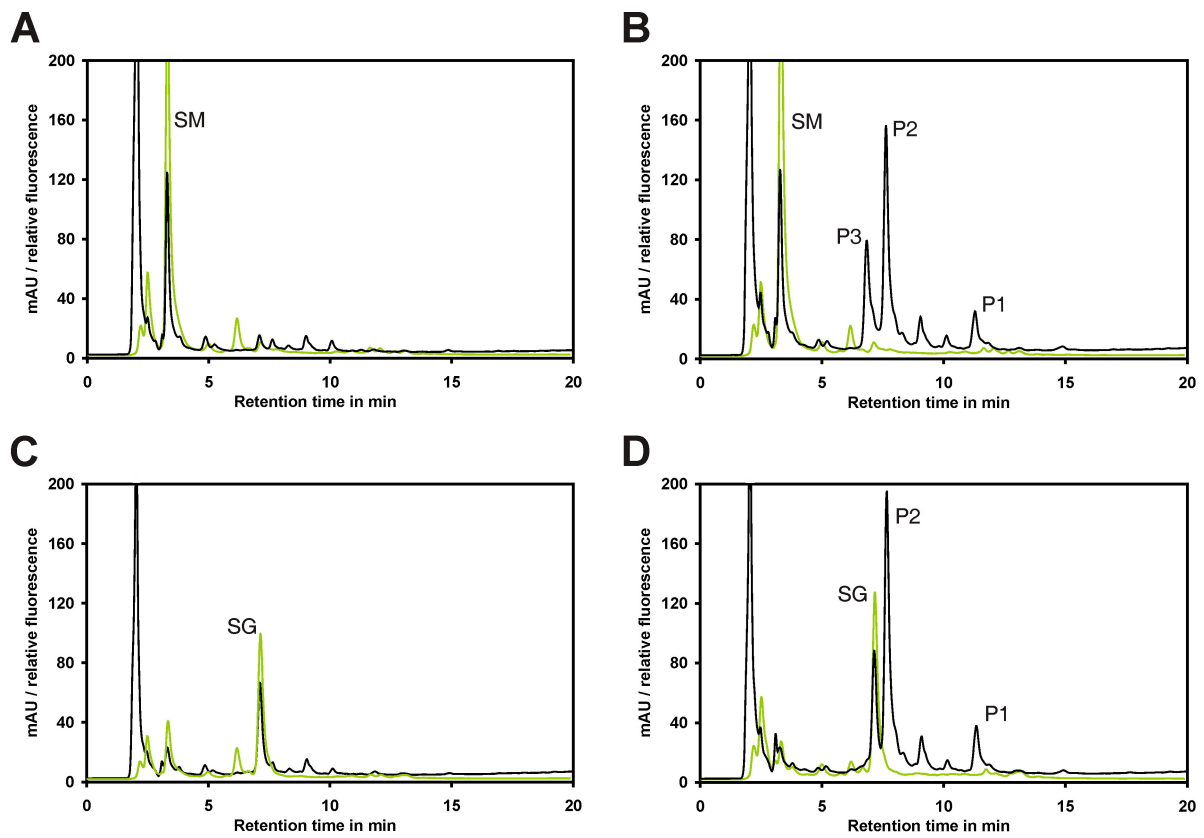 A
mAU / relative fluorescence
200
160
120
80
40
0
SM
0 5 10 15 20
Retention time in min
B
mAU / relative fluorescence
200
160
120
80
40
0
SM
P2
P3
P1
0 5 10 15 20
Retention time in min
C
mAU / relative fluorescence
200
160
120
80
40
0
SG
0 5 10 15 20
Retention time in min
D
mAU / relative fluorescence
200
160
120
80
40
0
P2
SG
P1
0 5 10 15 20
Retention time in min